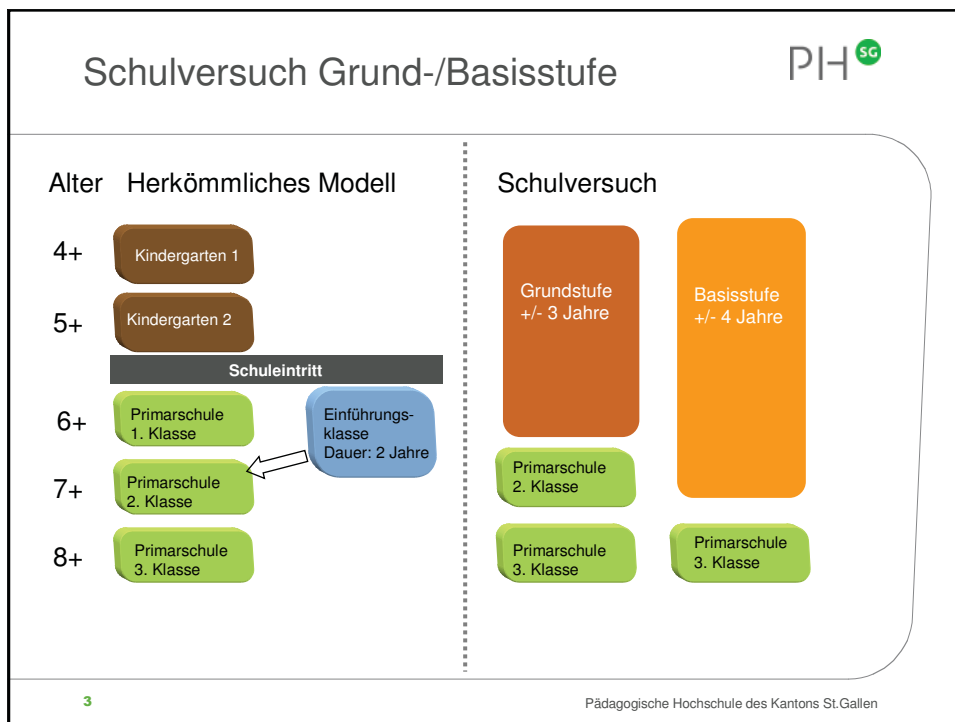 Schulversuch Grund-/Basisstufe
PH SG
Alter Herkömmliches Modell
4+
Kindergarten 1
5+
Kindergarten 2
Schuleintritt
6+
Primarschule
1. Klasse
Einführungs-
klasse
Dauer: 2 Jahre
7+
Primarschule
2. Klasse
8+
Primarschule
3. Klasse
Schulversuch
Grundstufe
+/- 3 Jahre
Primarschule
2. Klasse
Primarschule
3. Klasse
Basisstufe
+/- 4 Jahre
Primarschule
3. Klasse
3
Pädagogische Hochschule des Kantons St.Gallen